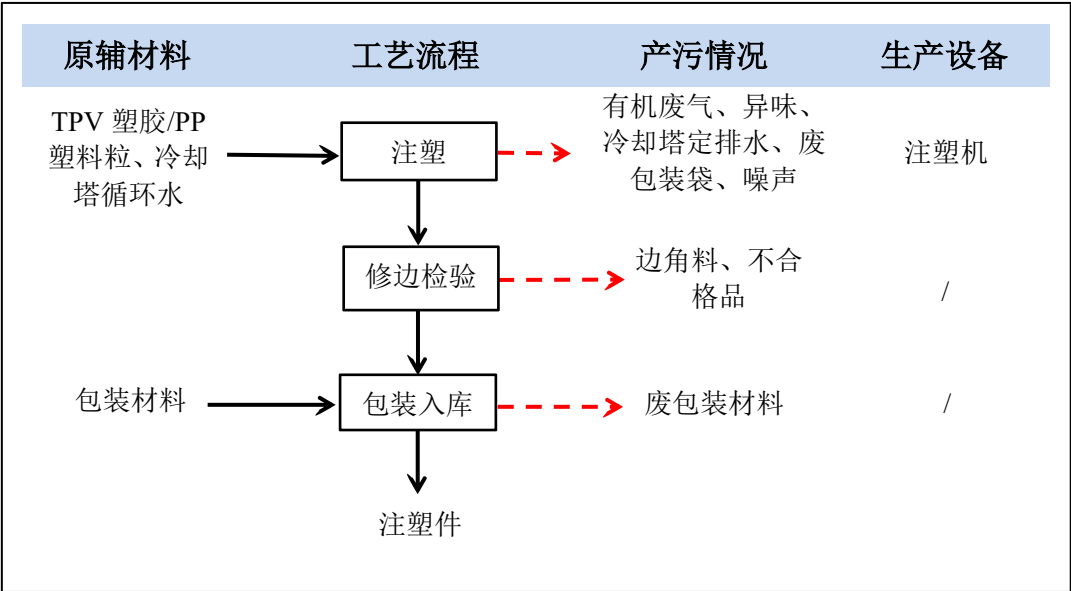 原辅材料 工艺流程 产污情况 生产设备
TPV 塑胶/PP
塑料粒、冷却
塔循环水
注塑
有机废气、异味、
冷却塔定排水、废
包装袋、噪声
注塑机
修边检验
边角料、不合
格品
/
包装材料
包装入库
废包装材料
/
注塑件